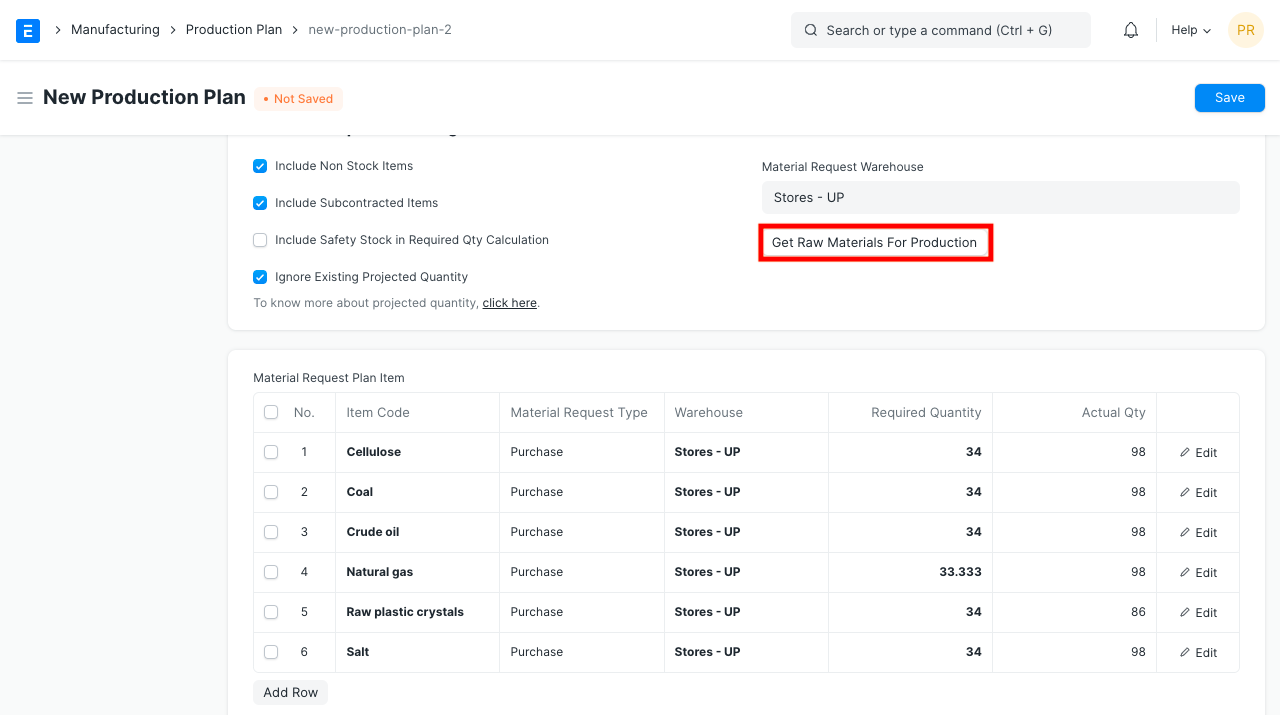 E
Manufacturing Production Plan new-production-plan-2 Search or type a command (Ctrl + G) Help PR
New Production Plan • Not Saved Save
Include Non Stock Items
Include Subcontracted Items
Include Safety Stock in Required Qty Calculation
Ignore Existing Projected Quantity
To know more about projected quantity, click here.
Material Request Warehouse
Stores - UP
Get Raw Materials For Production
Material Request Plan Item
No. Item Code Material Request Type Warehouse Required Quantity Actual Qty
1 Cellulose Purchase Stores - UP 34 98 Edit
2 Coal Purchase Stores - UP 34 98 Edit
3 Crude oil Purchase Stores - UP 34 98 Edit
4 Natural gas Purchase Stores - UP 33.333 98 Edit
5 Raw plastic crystals Purchase Stores - UP 34 86 Edit
6 Salt Purchase Stores - UP 34 98 Edit
Add Row